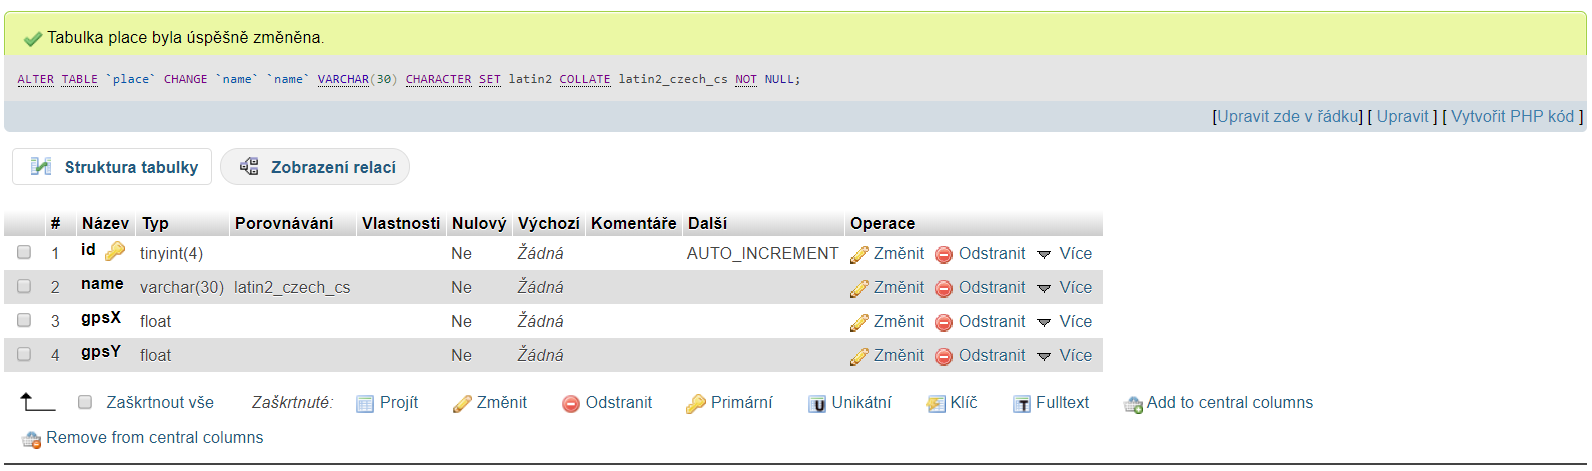 Tabulka place byla úspěšně změněna.
ALTER TABLE `place` CHANGE `name` `name` VARCHAR(30) CHARACTER SET latin2 COLLATE latin2_czech_cs NOT NULL;
[Upravit zde v řádku] [ Upravit ] [ Vytvořit PHP kód ]
Struktura tabulky Zobrazení relací
# Název Typ Porovnávání Vlastnosti Nulový Výchozí Komentáře Další Operace
1 id tinyint(4) Ne Žádná AUTO_INCREMENT Změnit Odstranit Více
2 name varchar(30) latin2_czech_cs Ne Žádná Změnit Odstranit Více
3 gpsX float Ne Žádná Změnit Odstranit Více
4 gpsY float Ne Žádná Změnit Odstranit Více
Zaškrtnout vše Zaškrtnuté: Projít Změnit Odstranit Primární Unikátní Klíč Fulltext Add to central columns
Remove from central columns